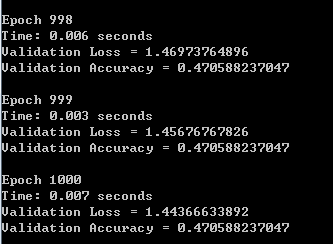 Epoch 998
Time: 0.006 seconds
Validation Loss = 1.46973764896
Validation Accuracy = 0.470588237047
Epoch 999
Time: 0.003 seconds
Validation Loss = 1.45676767826
Validation Accuracy = 0.470588237047
Epoch 1000
Time: 0.007 seconds
Validation Loss = 1.44366633892
Validation Accuracy = 0.470588237047